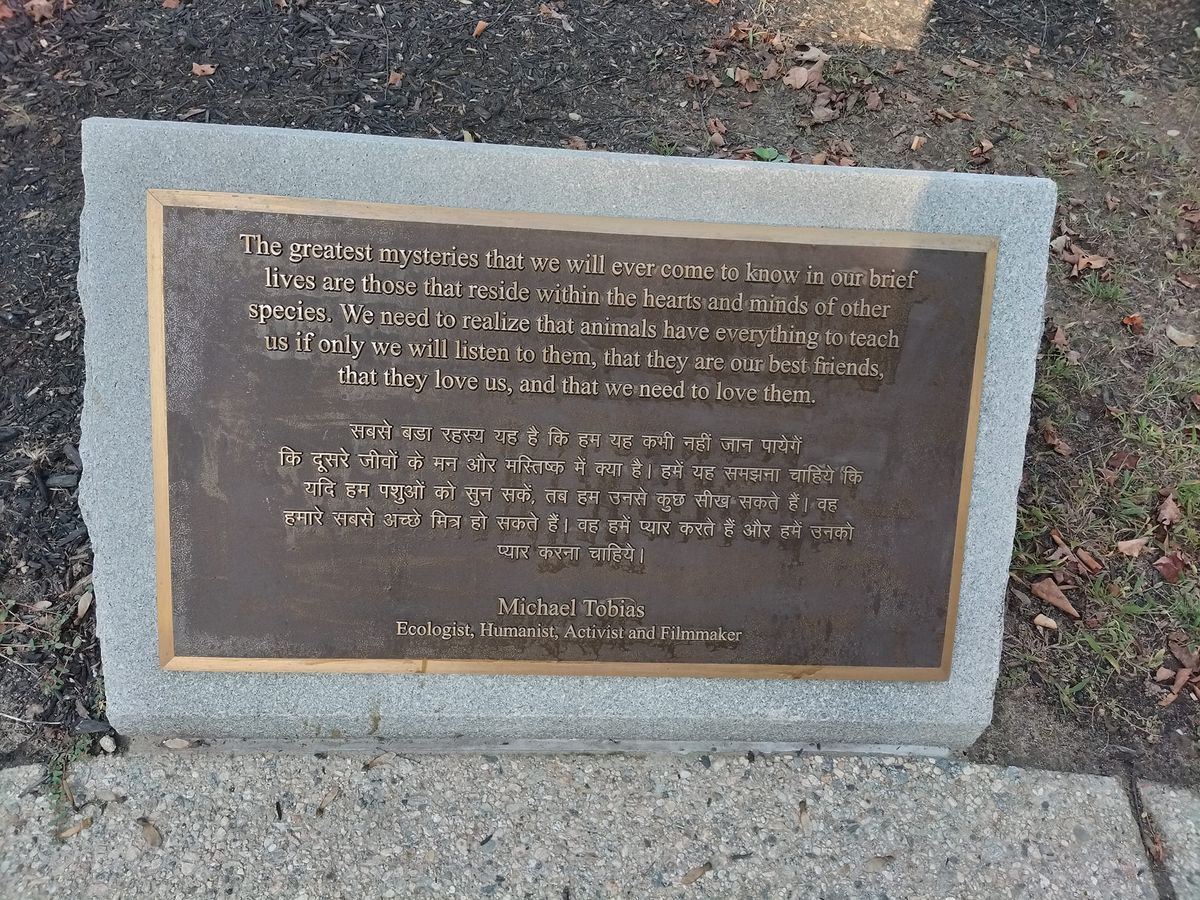 The greatest mysteries that we will ever come to know in our brief
lives are those that reside within the hearts and minds of other
species. We need to realize that animals have everything to teach
us if only we will listen to them, that they are our best friends,
that they love us, and that we need to love them.
सबसे बडा रहस्य यह है कि हम यह कभी नहीं जान पायेगें
कि दूसरे जीवों के मन और मस्तिष्क में क्या है। हमें यह समझना चाहिये कि
यदि हम पशुओं को सुन सकें, तब हम उनसे कुछ सीख सकते हैं। वह
हमारे सबसे अच्छे मित्र हो सकते हैं। वह हमें प्यार करते हैं और हमें उनको
प्यार करना चाहिये।
Michael Tobias
Ecologist, Humanist, Activist and Filmmaker